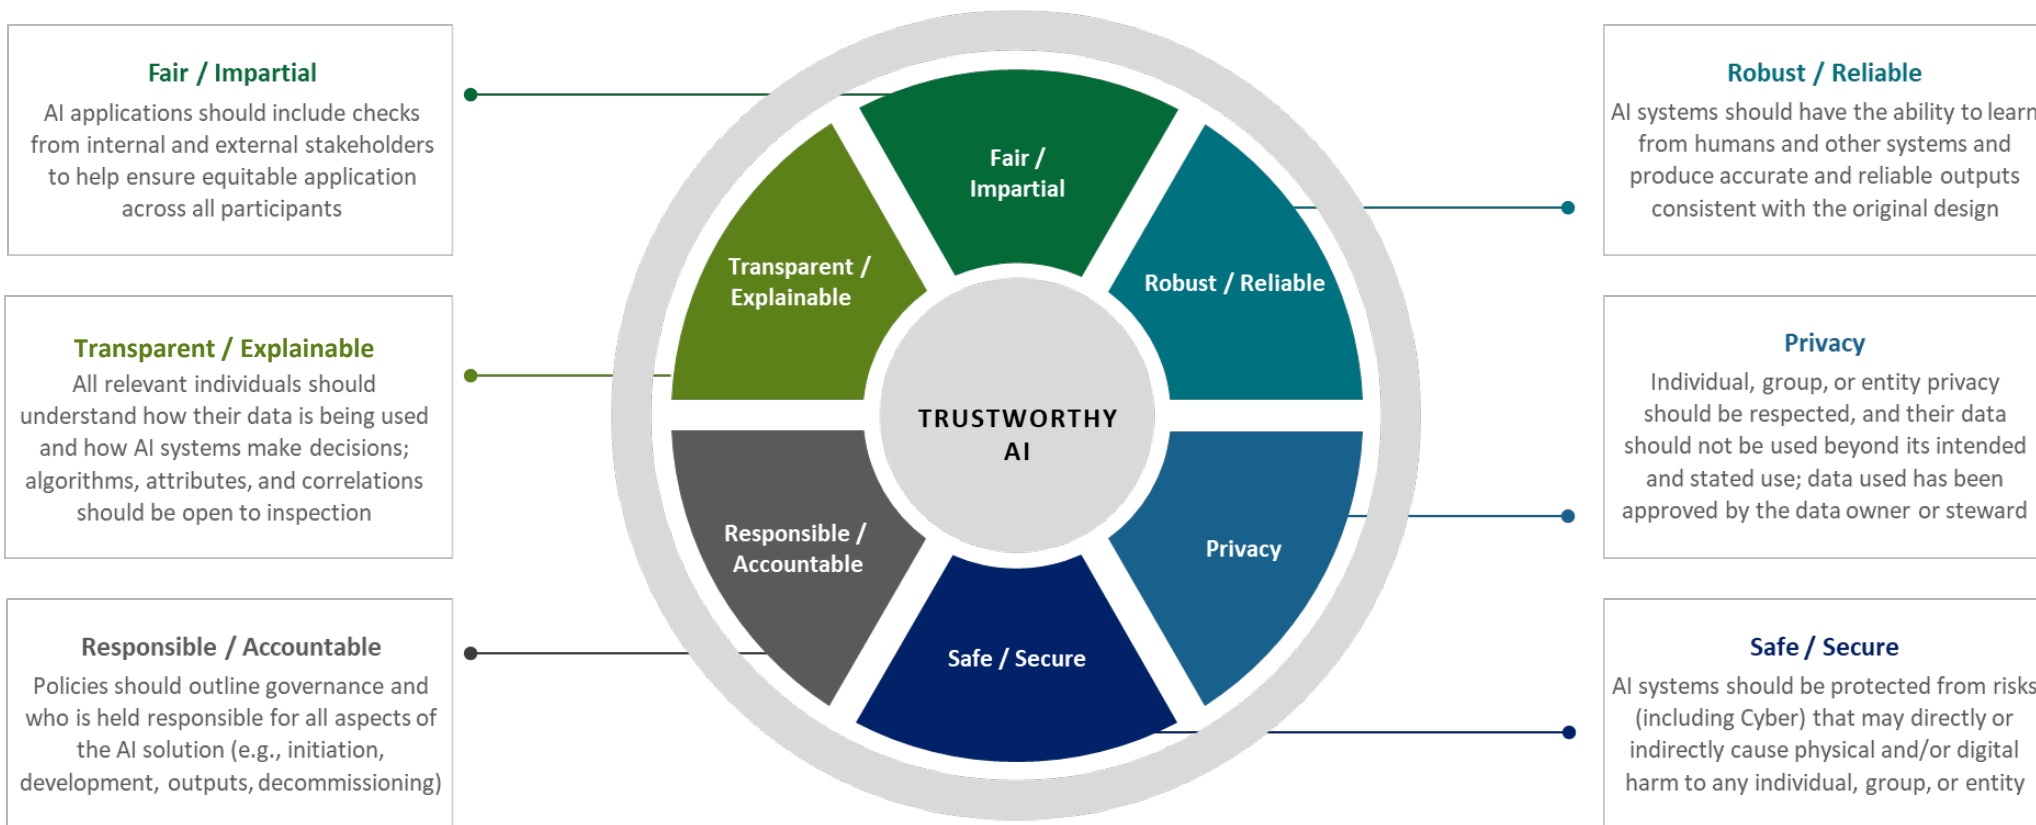 Fair / Impartial
AI applications should include checks
from internal and external stakeholders
to help ensure equitable application
across all participants
Transparent / Explainable
All relevant individuals should
understand how their data is being used
and how AI systems make decisions;
algorithms, attributes, and correlations
should be open to inspection
Responsible / Accountable
Policies should outline governance and
who is held responsible for all aspects of
the AI solution (e.g., initiation,
development, outputs, decommissioning)
Fair /
Impartial
Transparent /
Explainable
Robust / Reliable
TRUSTWORTHY
AI
Responsible /
Accountable
Privacy
Safe / Secure
Robust / Reliable
AI systems should have the ability to learn
from humans and other systems and
produce accurate and reliable outputs
consistent with the original design
Privacy
Individual, group, or entity privacy
should be respected, and their data
should not be used beyond its intended
and stated use; data used has been
approved by the data owner or steward
Safe / Secure
AI systems should be protected from risks
(including Cyber) that may directly or
indirectly cause physical and/or digital
harm to any individual, group, or entity